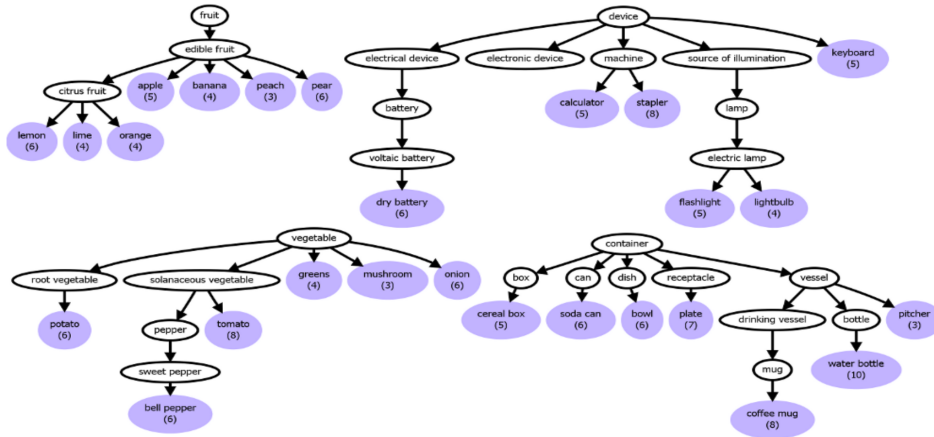 fruit
edible fruit
citrus fruit
apple
(5)
banana
(4)
peach
(3)
pear
(6)
lemon
(6)
lime
(4)
orange
(4)
device
electrical device
electronic device
machine
source of illumination
keyboard
(5)
battery
calculator
(5)
stapler
(8)
lamp
voltaic battery
electric lamp
dry battery
(6)
flashlight
(5)
lightbulb
(4)
vegetable
root vegetable
solanaceous vegetable
greens
(4)
mushroom
(3)
onion
(6)
potato
(6)
pepper
tomato
(8)
sweet pepper
bell pepper
(6)
container
box
can
dish
receptacle
vessel
cereal box
(5)
soda can
(6)
bowl
(6)
plate
(7)
drinking vessel
bottle
pitcher
(3)
mug
water bottle
(10)
coffee mug
(8)